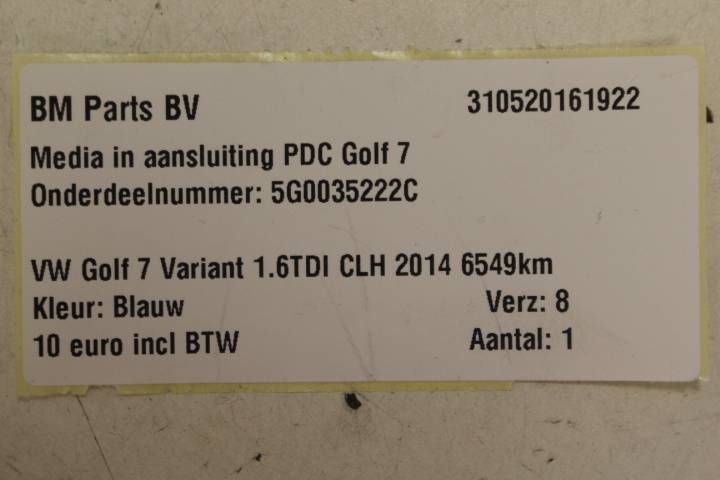 BM Parts BV 310520161922
Media in aansluiting PDC Golf 7
Onderdeelnummer: 5G0035222C
VW Golf 7 Variant 1.6TDI CLH 2014 6549km
Kleur: Blauw Verz: 8
10 euro incl BTW Aantal: 1